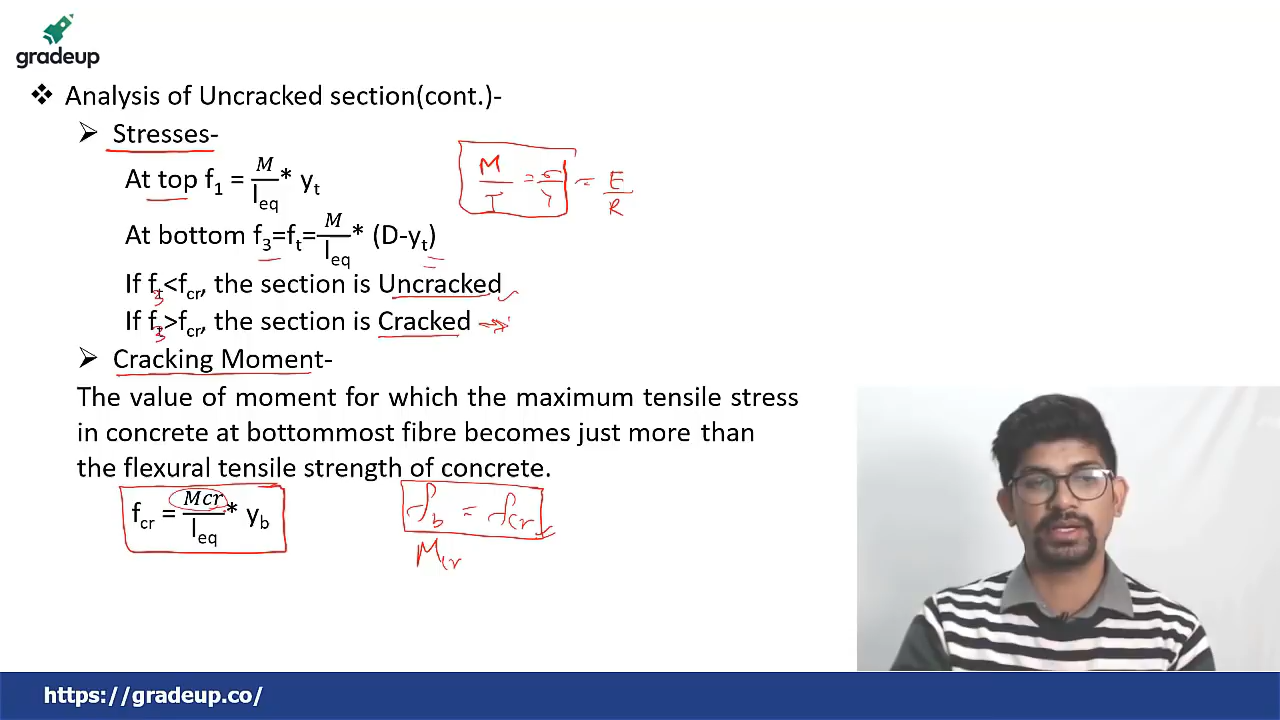 gradeup
❖ Analysis of Uncracked section(cont.)-
➢ Stresses-
At top f₁ = M/Ieq * yt
M/I = σ/y = E/R
At bottom f₃=ft=M/Ieq * (D-yt)
If f₃<fcr, the section is Uncracked
If f₃>fcr, the section is Cracked
➢ Cracking Moment-
The value of moment for which the maximum tensile stress
in concrete at bottommost fibre becomes just more than
the flexural tensile strength of concrete.
fcr = Mcr/Ieq * yb
fb = fcr
Mcr
https://gradeup.co/